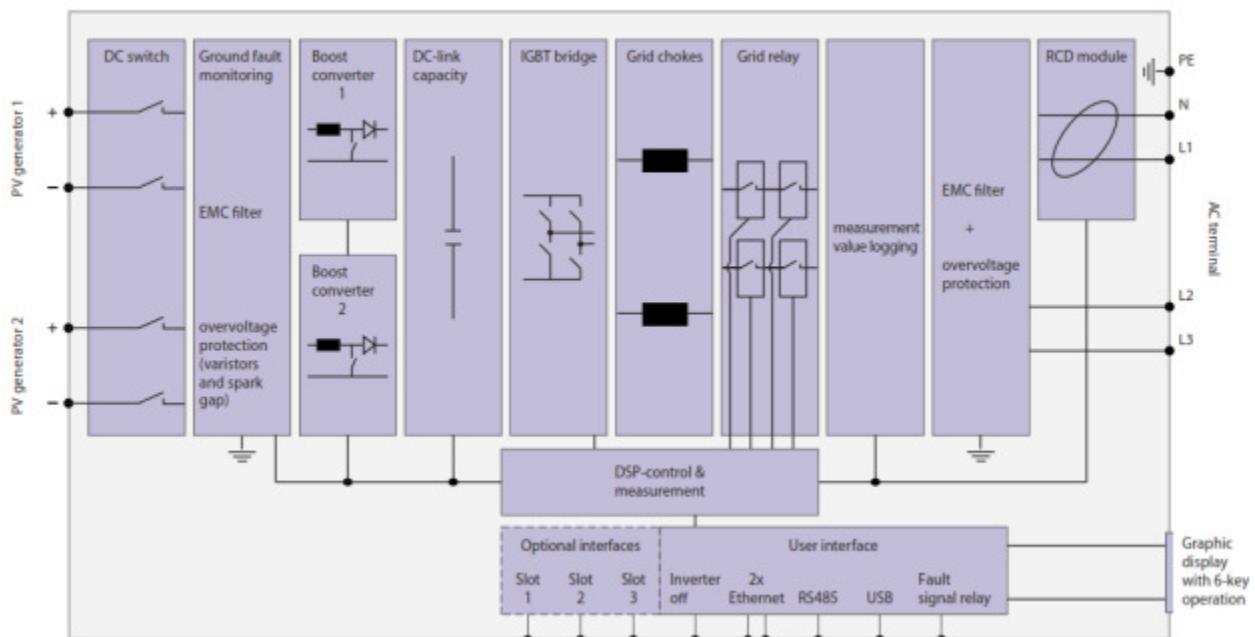 DC switch
Ground fault
monitoring
EMC filter
overvoltage
protection
(varistors
and spark
gap)
Boost
converter
1
Boost
converter
2
DC-link
capacity
IGBT bridge
Grid chokes
Grid relay
measurement
value logging
EMC filter
+
overvoltage
protection
RCD module
PE
N
L1
L2
L3
AC terminal
PV generator 1
+
−
PV generator 2
+
−
DSP-control &
measurement
Optional interfaces
Slot
1
Slot
2
Slot
3
User interface
Inverter
off
2x
Ethernet
RS485
USB
Fault
signal relay
Graphic
display
with 6-key
operation